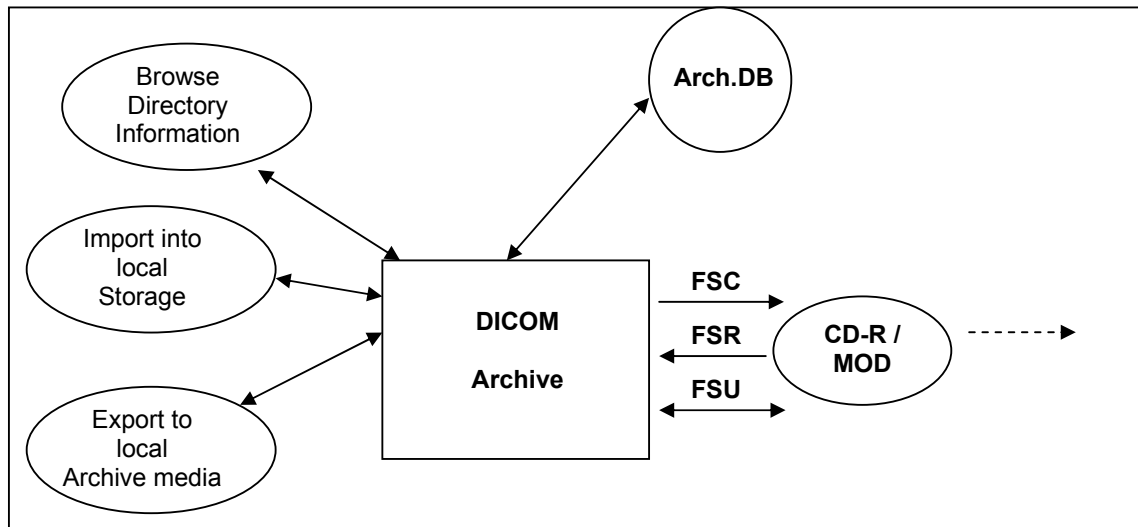 Browse
Directory
Information
Arch.DB
Import into
local
Storage
DICOM
Archive
FSC
FSR
FSU
CD-R /
MOD
Export to
local
Archive media